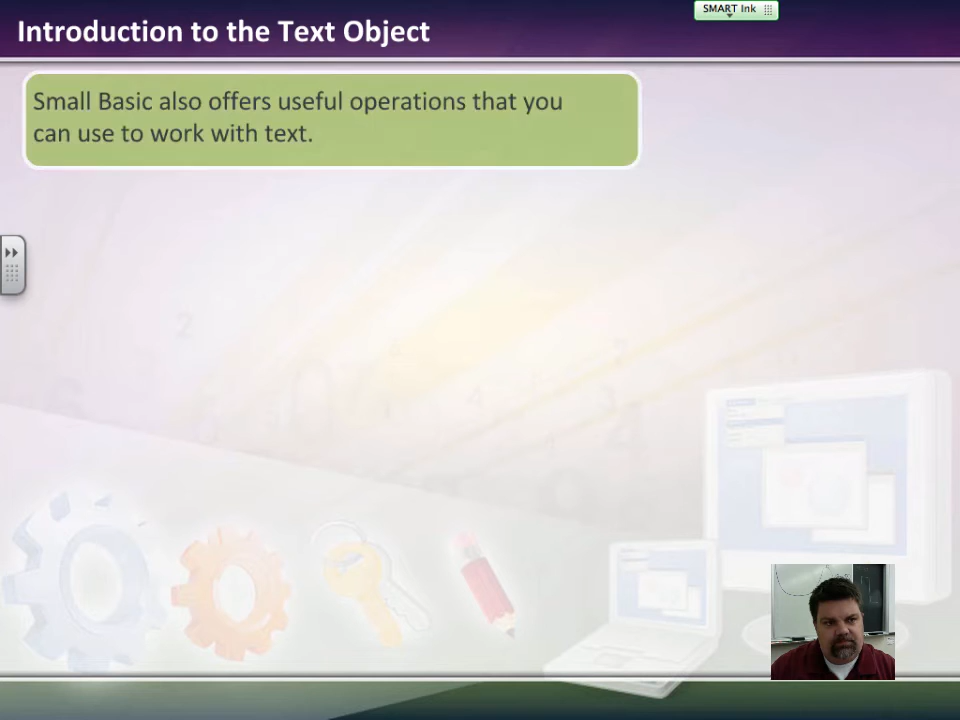 Introduction to the Text Object
SMART Ink
Small Basic also offers useful operations that you
can use to work with text.